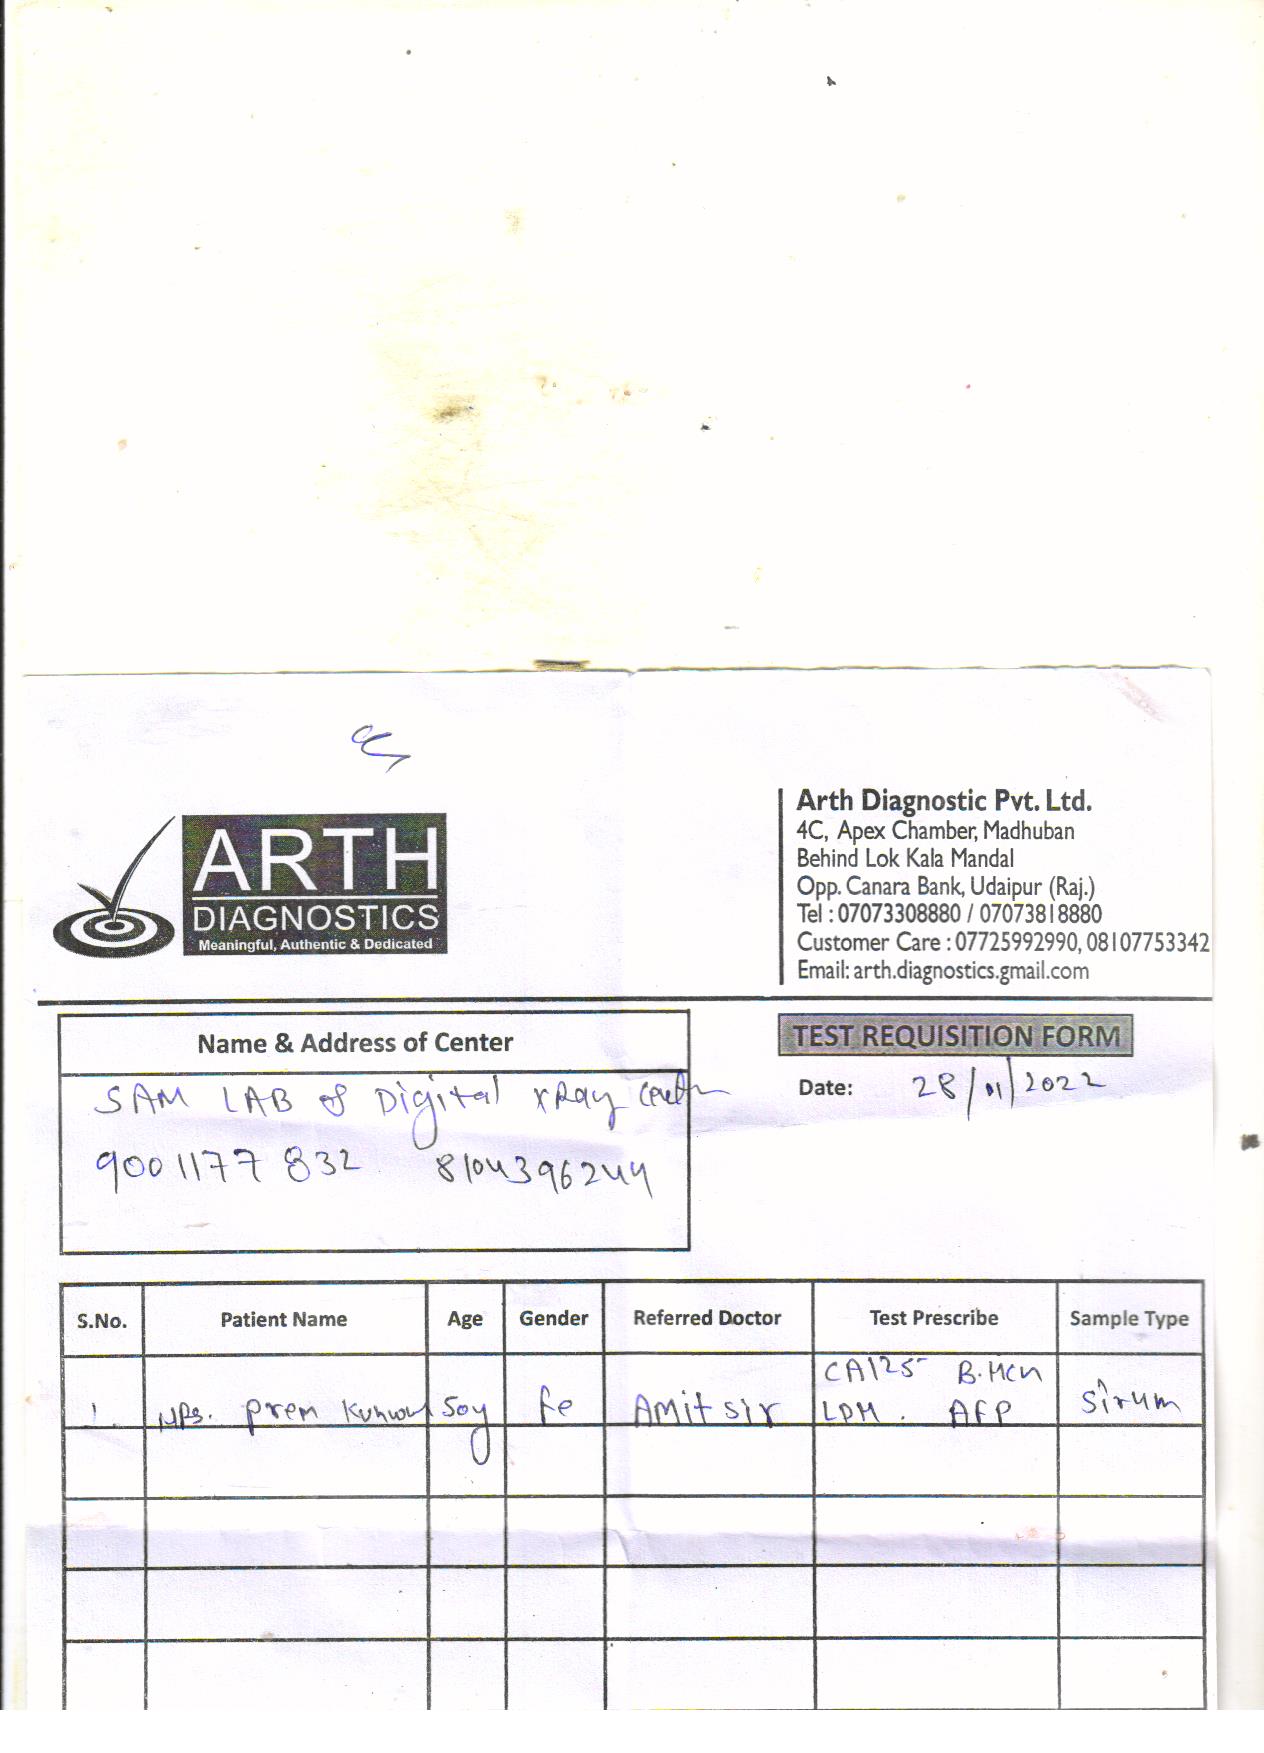 ARTH
DIAGNOSTICS
Meaningful, Authentic & Dedicated
Arth Diagnostic Pvt. Ltd.
4C, Apex Chamber, Madhuban
Behind Lok Kala Mandal
Opp. Canara Bank, Udaipur (Raj.)
Tel : 07073308880 / 07073818880
Customer Care : 07725992990, 08107753342
Email: arth.diagnostics.gmail.com
Name & Address of Center
SAM LAB of Digital xRay
9001177832 8104396244
TEST REQUISITION FORM
Date: 28/01/2022
S.No. Patient Name Age Gender Referred Doctor Test Prescribe Sample Type
1. MRs. prem 50y fe Amit sir CA125 B.HCG LDH. AFP Sirum